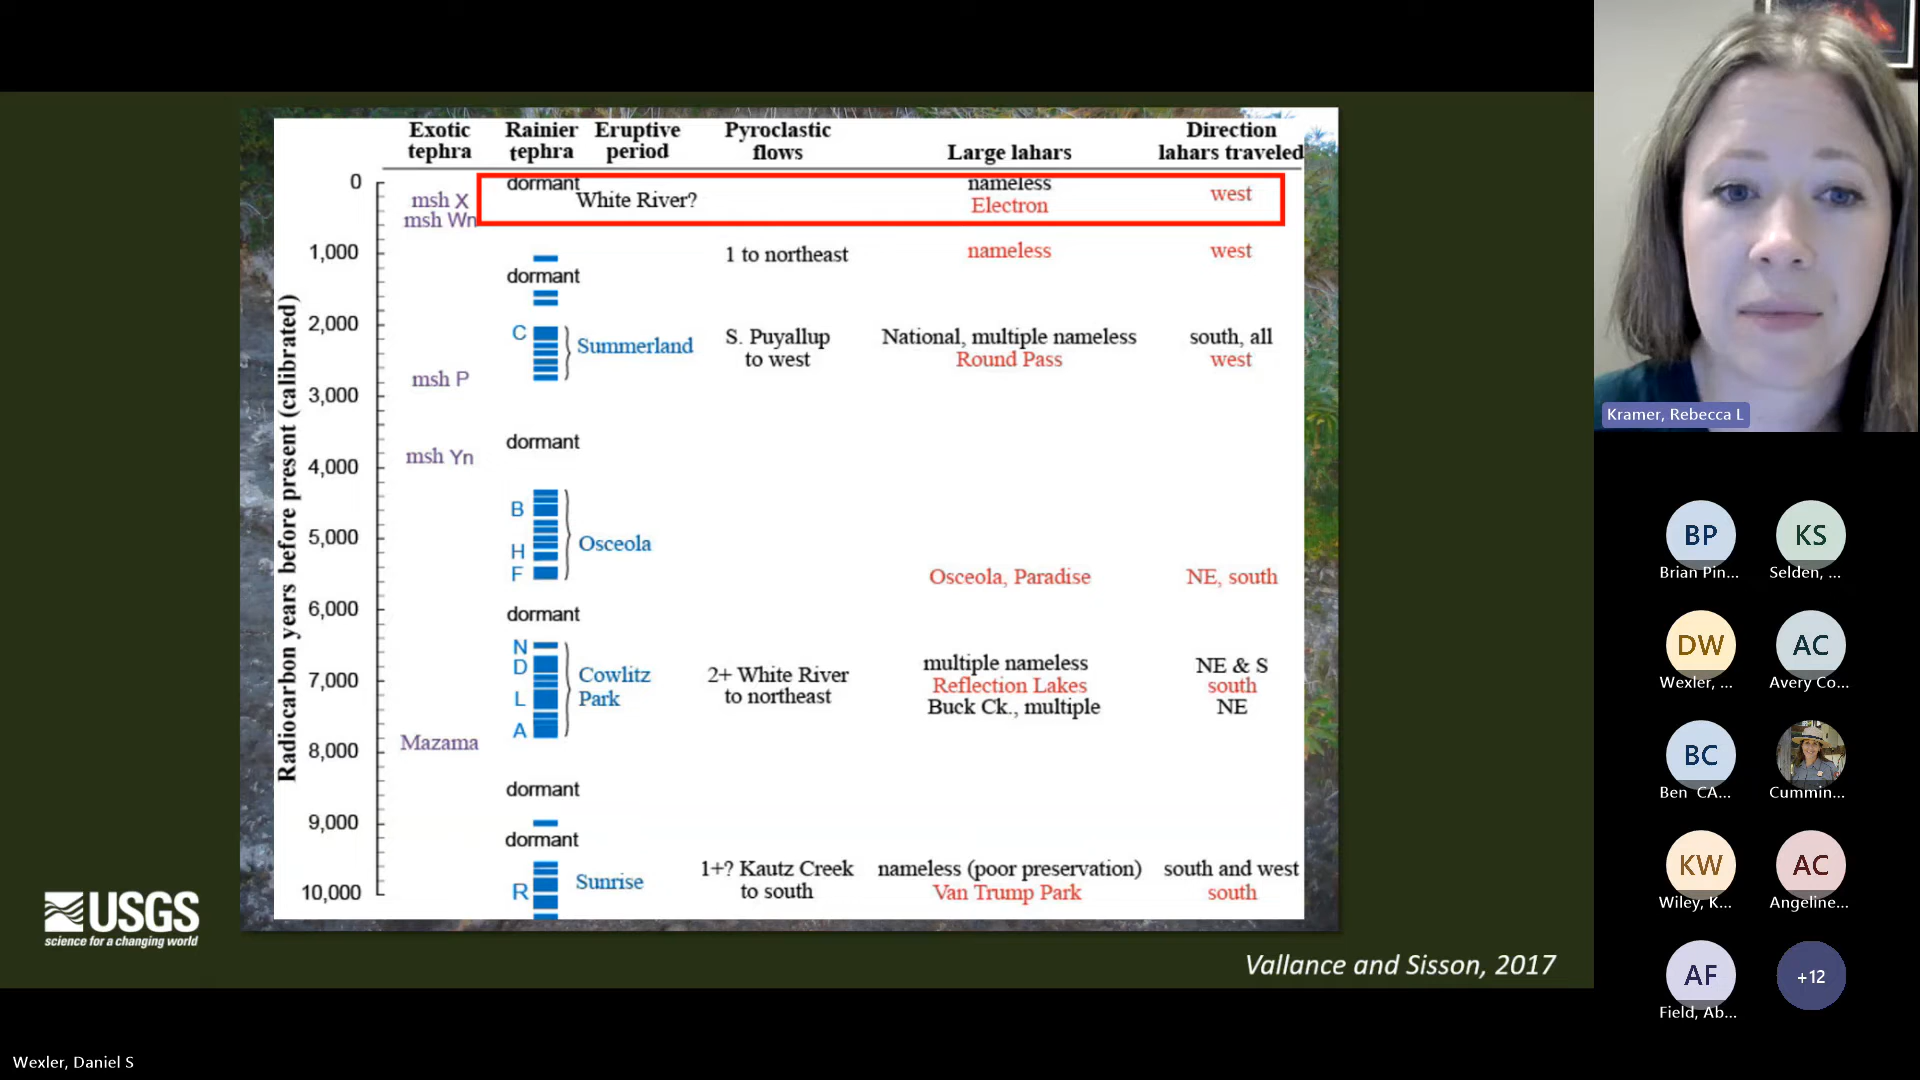 Exotic tephra
Rainier tephra
Eruptive period
Pyroclastic flows
Large lahars
Direction lahars traveled
Radiocarbon years before present (calibrated)
0
1,000
2,000
3,000
4,000
5,000
6,000
7,000
8,000
9,000
10,000
msh X
msh Wn
msh P
msh Yn
Mazama
dormant
White River?
nameless
Electron
west
1 to northeast
nameless
west
dormant
C
Summerland
S. Puyallup
to west
National, multiple nameless
Round Pass
south, all
west
dormant
B
H
F
Osceola
Osceola, Paradise
NE, south
dormant
N
D
L
A
Cowlitz
Park
2+ White River
to northeast
multiple nameless
Reflection Lakes
Buck Ck., multiple
NE & S
south
NE
dormant
dormant
R
Sunrise
1+? Kautz Creek
to south
nameless (poor preservation)
Van Trump Park
south and west
south
USGS
science for a changing world
Vallance and Sisson, 2017
Kramer, Rebecca L
BP
Brian Pin...
KS
Selden, ...
DW
Wexler, ...
AC
Avery Co...
BC
Ben CA...
Cummin...
KW
Wiley, K...
AC
Angeline...
AF
Field, Ab...
+12
Wexler, Daniel S